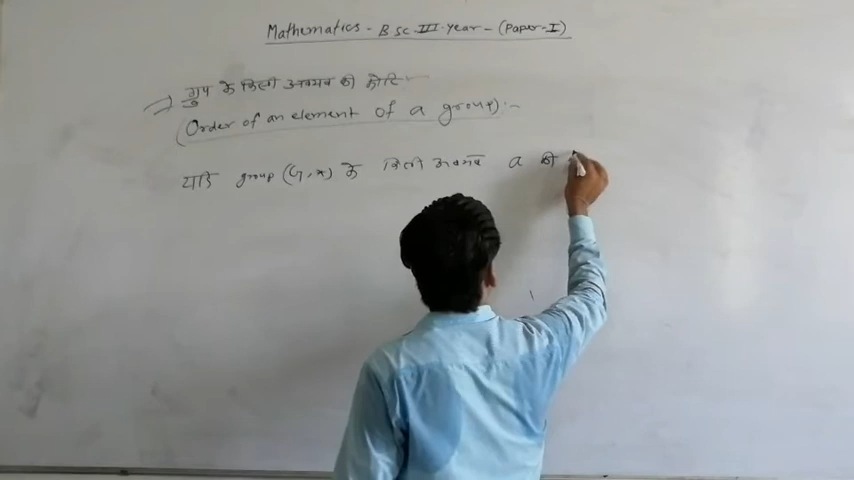 Mathematics - B Sc. III. Year - (Paper - I)
=> ग्रुप के किसी अवयव की कोटि -
(Order of an element of a group) :-
यदि group (G, *) के किसी अवयव a की